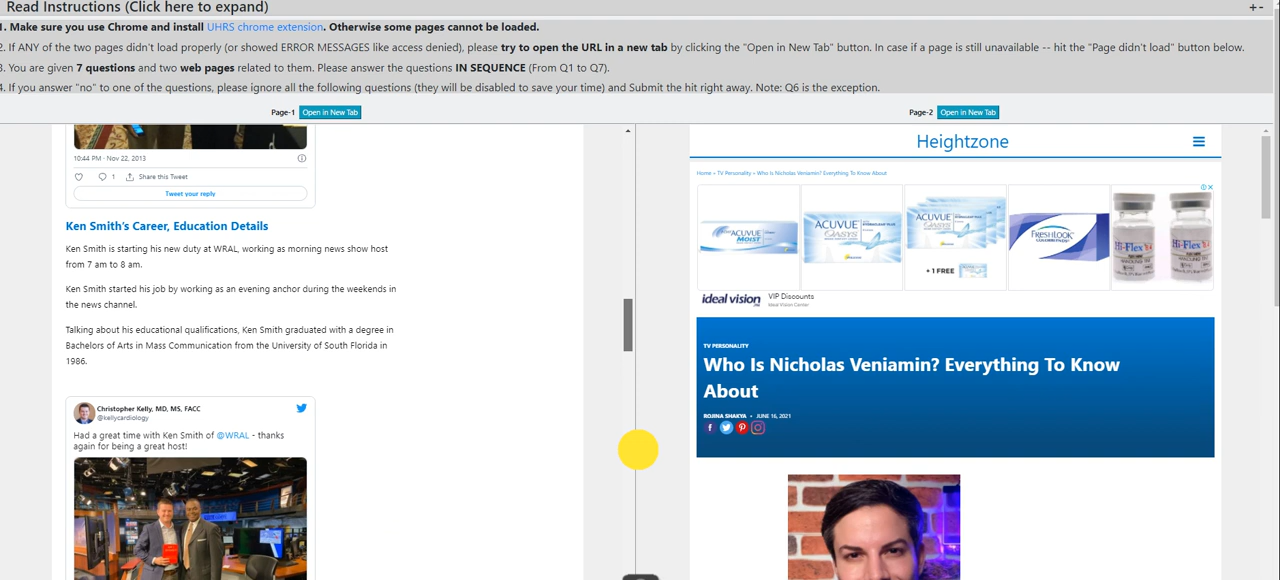 Read Instructions (Click here to expand)
+-
1. Make sure you use Chrome and install UHRS chrome extension. Otherwise some pages cannot be loaded.
2. If ANY of the two pages didn't load properly (or showed ERROR MESSAGES like access denied), please try to open the URL in a new tab by clicking the "Open in New Tab" button. In case if a page is still unavailable -- hit the "Page didn't load" button below.
3. You are given 7 questions and two web pages related to them. Please answer the questions IN SEQUENCE (From Q1 to Q7).
4. If you answer "no" to one of the questions, please ignore all the following questions (they will be disabled to save your time) and Submit the hit right away. Note: Q6 is the exception.
Page-1 Open in New Tab
10:44 PM · Nov 22, 2013
1 Share this Tweet
Tweet your reply
Ken Smith's Career, Education Details
Ken Smith is starting his new duty at WRAL, working as morning news show host
from 7 am to 8 am.
Ken Smith started his job by working as an evening anchor during the weekends in
the news channel.
Talking about his educational qualifications, Ken Smith graduated with a degree in
Bachelors of Arts in Mass Communication from the University of South Florida in
1986.
Christopher Kelly, MD, MS, FACC
@kellycardiology
Had a great time with Ken Smith of @WRAL - thanks
again for being a great host!
Page-2 Open in New Tab
Heightzone
Home » TV Personality » Who Is Nicholas Veniamin? Everything To Know About
ACUVUE
MOIST
ACUVUE
OASYS
ACUVUE
OASYS
+ 1 FREE
FRESHLOOK
Hi-Flex
Hi-Flex
ideal vision
VIP Discounts
Ideal Vision Center
TV PERSONALITY
Who Is Nicholas Veniamin? Everything To Know
About
ROJINA SHAKYA • JUNE 16, 2021